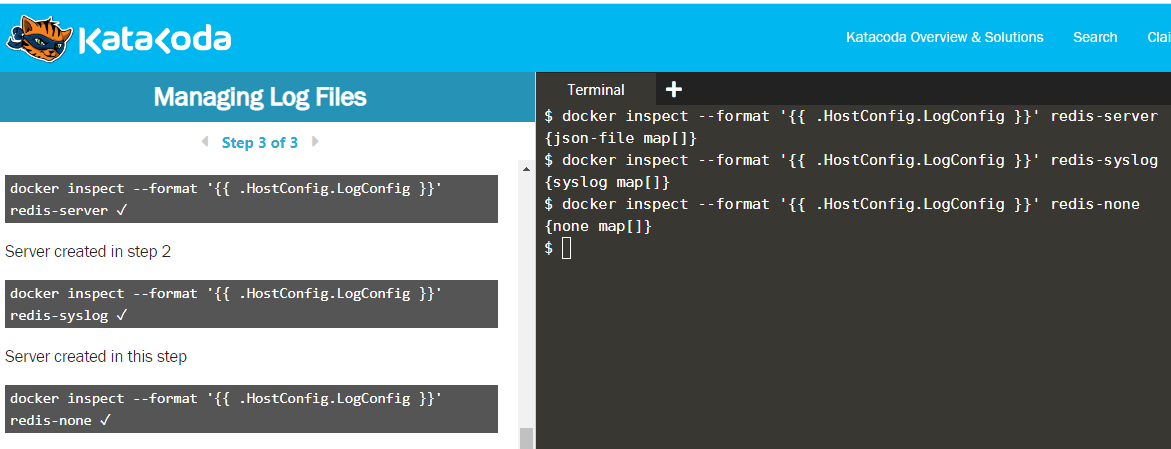 Katacoda
Katacoda Overview & Solutions
Search
Clai
Managing Log Files
Step 3 of 3
docker inspect --format '{{ .HostConfig.LogConfig }}'
redis-server ✓
Server created in step 2
docker inspect --format '{{ .HostConfig.LogConfig }}'
redis-syslog ✓
Server created in this step
docker inspect --format '{{ .HostConfig.LogConfig }}'
redis-none ✓
Terminal
$ docker inspect --format '{{ .HostConfig.LogConfig }}' redis-server
{json-file map[]}
$ docker inspect --format '{{ .HostConfig.LogConfig }}' redis-syslog
{syslog map[]}
$ docker inspect --format '{{ .HostConfig.LogConfig }}' redis-none
{none map[]}
$